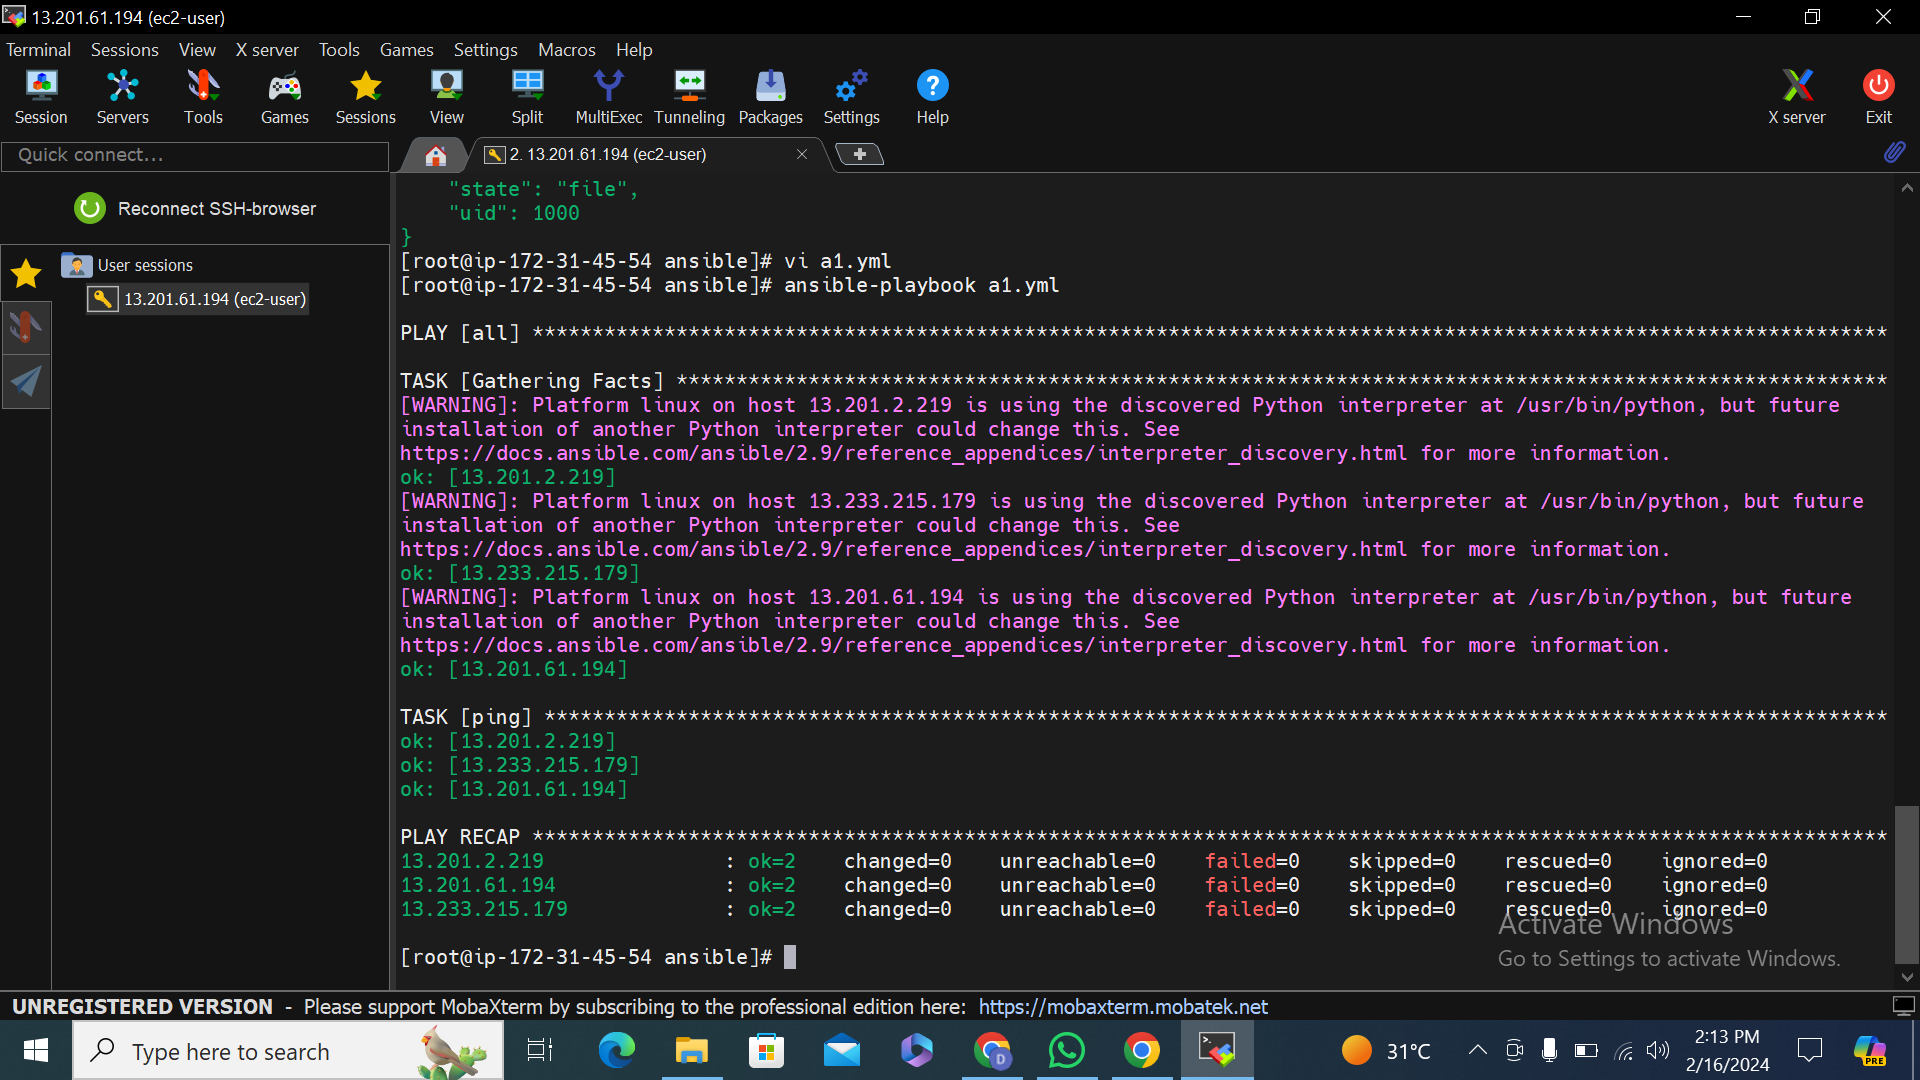 13.201.61.194 (ec2-user)
Terminal Sessions View X server Tools Games Settings Macros Help
Session Servers Tools Games Sessions View Split MultiExec Tunneling Packages Settings Help X server Exit
Quick connect...
2. 13.201.61.194 (ec2-user)
Reconnect SSH-browser
User sessions
13.201.61.194 (ec2-user)
"state": "file",
"uid": 1000
}
[root@ip-172-31-45-54 ansible]# vi a1.yml
[root@ip-172-31-45-54 ansible]# ansible-playbook a1.yml
PLAY [all] *****************************************************************************************************************
TASK [Gathering Facts] *****************************************************************************************************
[WARNING]: Platform linux on host 13.201.2.219 is using the discovered Python interpreter at /usr/bin/python, but future
installation of another Python interpreter could change this. See
https://docs.ansible.com/ansible/2.9/reference_appendices/interpreter_discovery.html for more information.
ok: [13.201.2.219]
[WARNING]: Platform linux on host 13.233.215.179 is using the discovered Python interpreter at /usr/bin/python, but future
installation of another Python interpreter could change this. See
https://docs.ansible.com/ansible/2.9/reference_appendices/interpreter_discovery.html for more information.
ok: [13.233.215.179]
[WARNING]: Platform linux on host 13.201.61.194 is using the discovered Python interpreter at /usr/bin/python, but future
installation of another Python interpreter could change this. See
https://docs.ansible.com/ansible/2.9/reference_appendices/interpreter_discovery.html for more information.
ok: [13.201.61.194]
TASK [ping] ****************************************************************************************************************
ok: [13.201.2.219]
ok: [13.233.215.179]
ok: [13.201.61.194]
PLAY RECAP *****************************************************************************************************************
13.201.2.219 : ok=2 changed=0 unreachable=0 failed=0 skipped=0 rescued=0 ignored=0
13.201.61.194 : ok=2 changed=0 unreachable=0 failed=0 skipped=0 rescued=0 ignored=0
13.233.215.179 : ok=2 changed=0 unreachable=0 failed=0 skipped=0 rescued=0 ignored=0
[root@ip-172-31-45-54 ansible]#
Activate Windows
Go to Settings to activate Windows.
UNREGISTERED VERSION - Please support MobaXterm by subscribing to the professional edition here: https://mobaxterm.mobatek.net
Type here to search
D
31°C
2:13 PM
2/16/2024
PRE